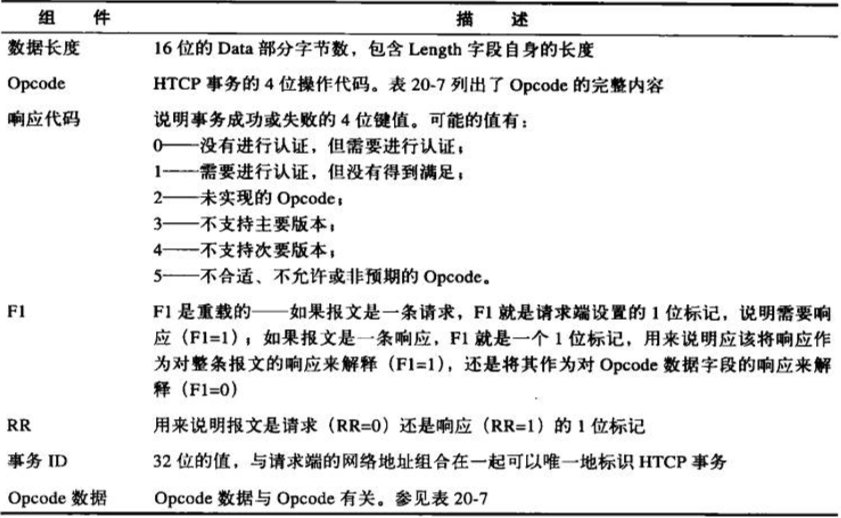 组 件 描 述
数据长度 16 位的 Data 部分字节数，包含 Length 字段自身的长度
Opcode HTCP 事务的 4 位操作代码。表 20-7 列出了 Opcode 的完整内容
响应代码 说明事务成功或失败的 4 位键值。可能的值有：
0——没有进行认证，但需要进行认证；
1——需要进行认证，但没有得到满足；
2——未实现的 Opcode；
3——不支持主要版本；
4——不支持次要版本；
5——不合适、不允许或非预期的 Opcode。
F1 F1 是重载的——如果报文是一条请求，F1 就是请求端设置的 1 位标记，说明需要响
应（F1=1）；如果报文是一条响应，F1 就是一个 1 位标记，用来说明应该将响应作
为对整条报文的响应来解释（F1=1），还是将其作为对 Opcode 数据字段的响应来解
释（F1=0）
RR 用来说明报文是请求（RR=0）还是响应（RR=1）的 1 位标记
事务 ID 32 位的值，与请求端的网络地址组合在一起可以唯一地标识 HTCP 事务
Opcode 数据 Opcode 数据与 Opcode 有关。参见表 20-7